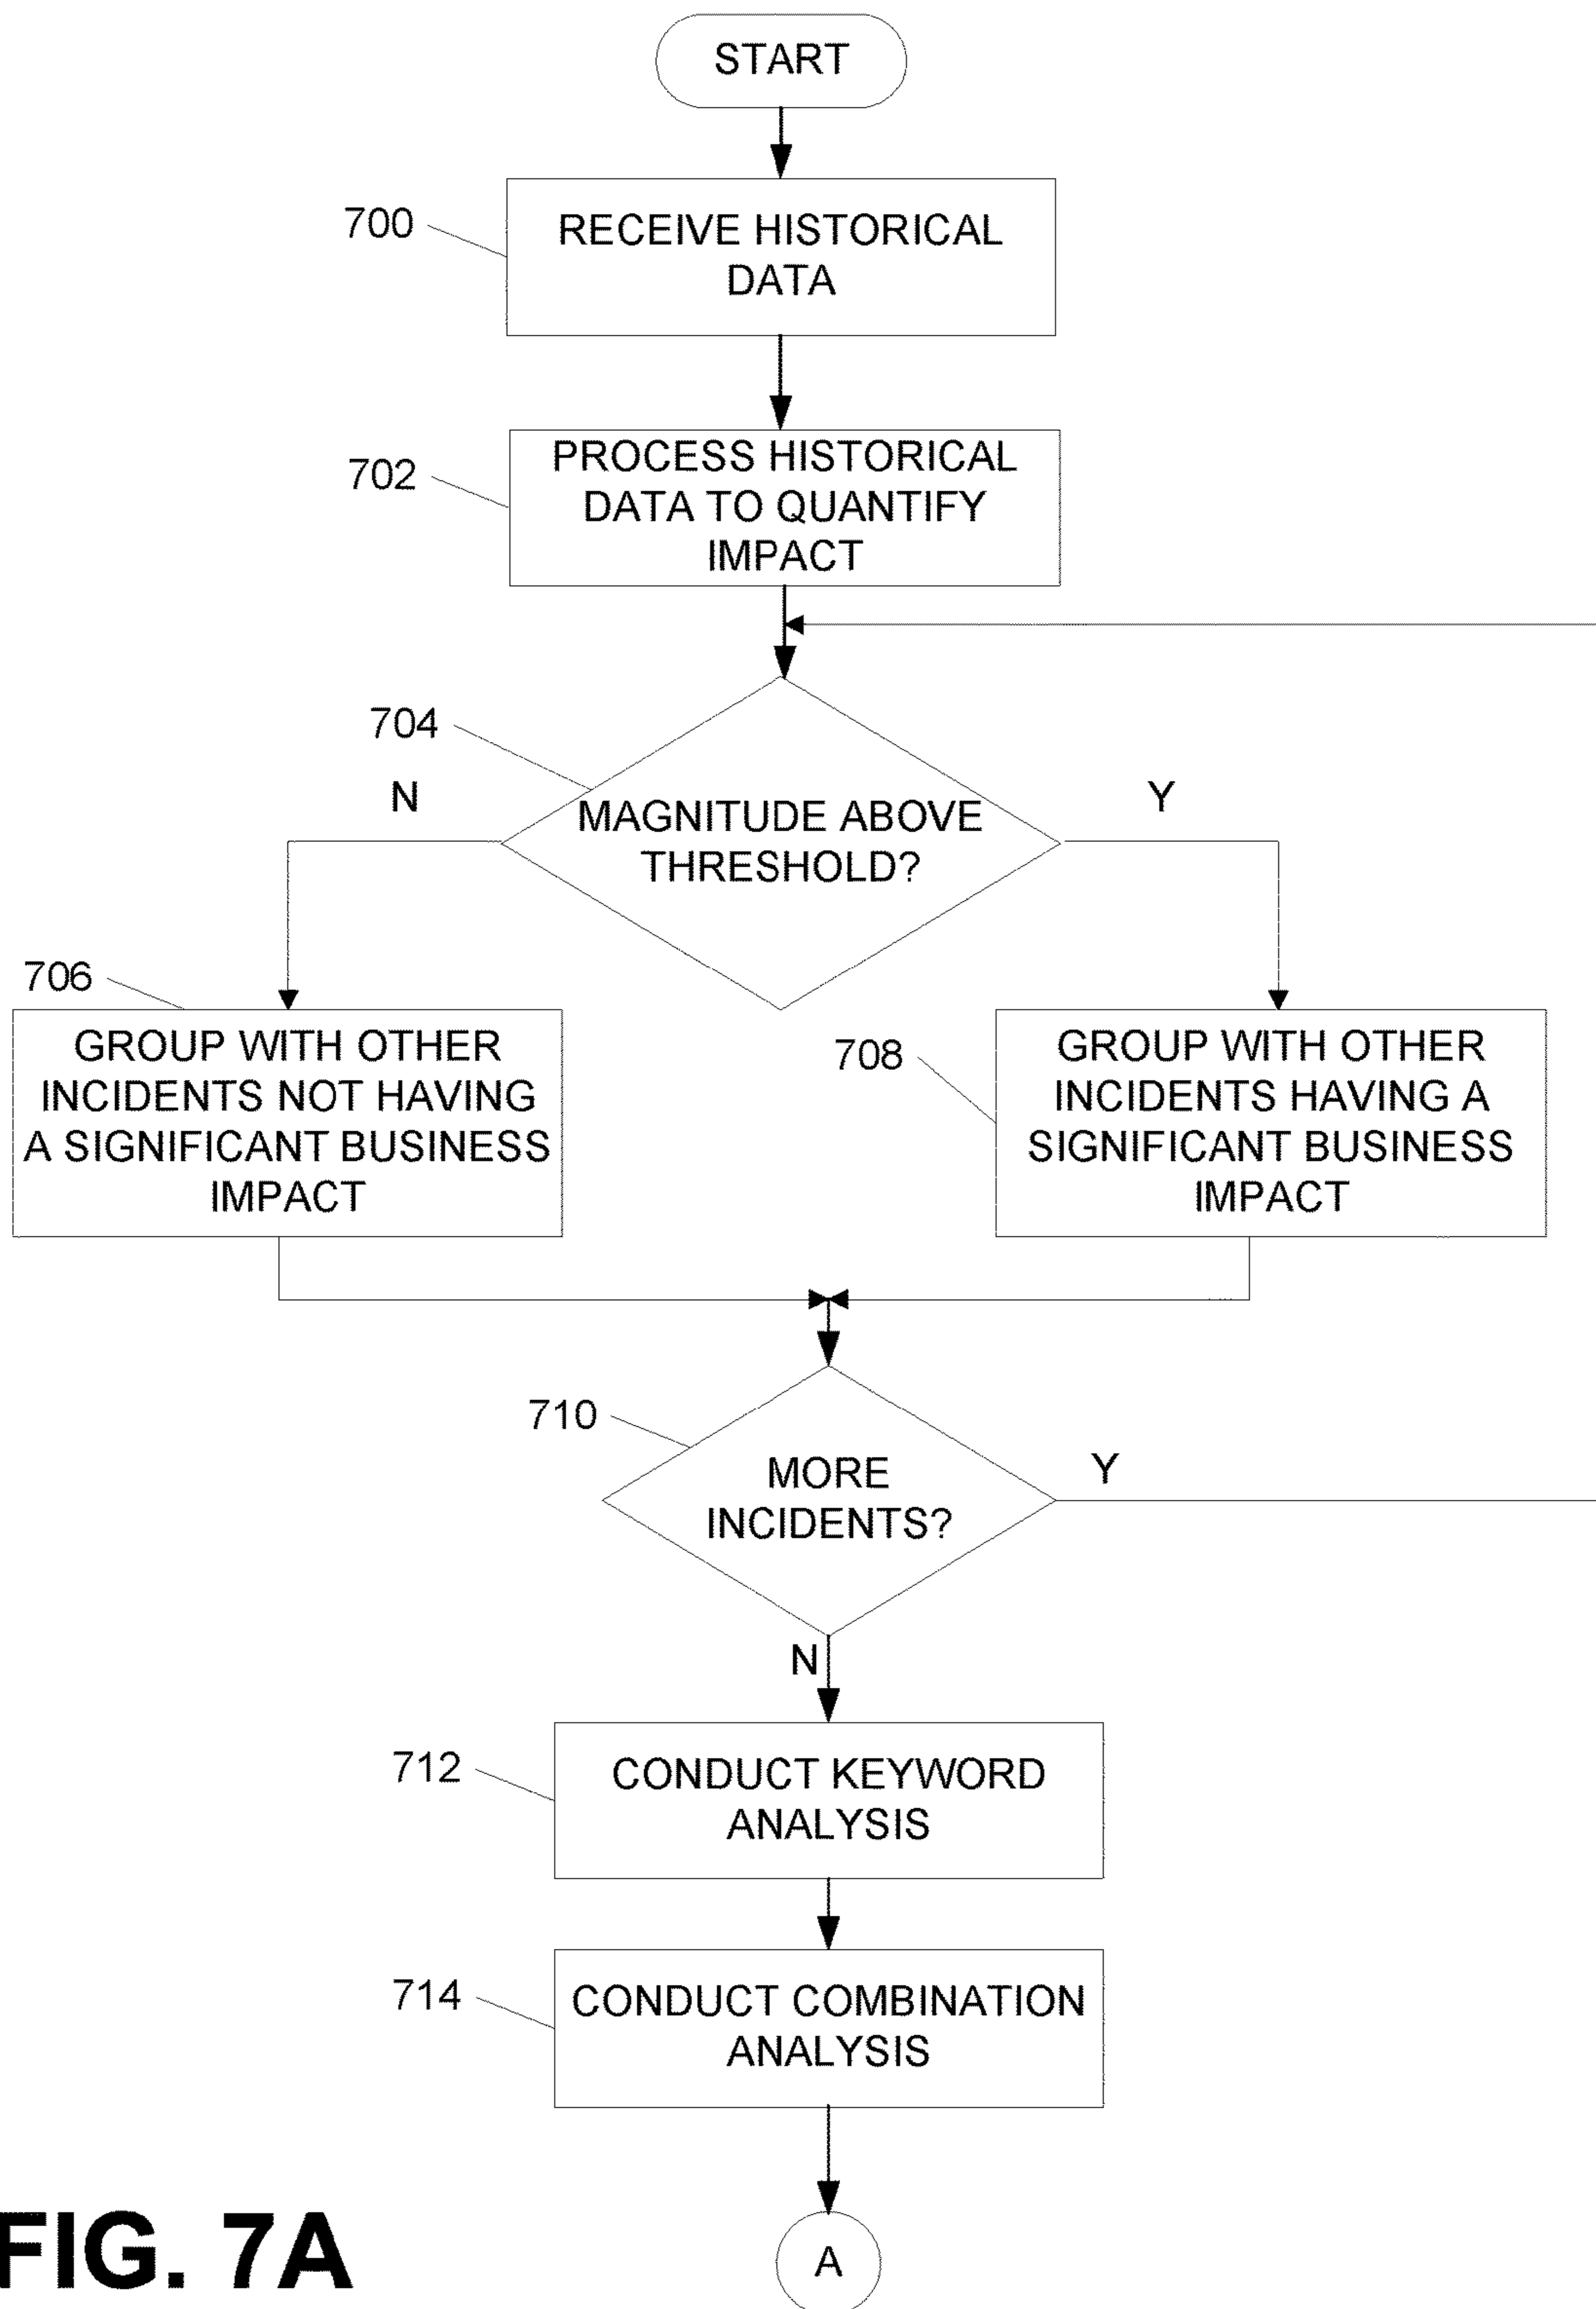 START
700
RECEIVE HISTORICAL
DATA
702
PROCESS HISTORICAL
DATA TO QUANTIFY
IMPACT
704
N
Y
MAGNITUDE ABOVE
THRESHOLD?
706
GROUP WITH OTHER
INCIDENTS NOT HAVING
A SIGNIFICANT BUSINESS
IMPACT
708
GROUP WITH OTHER
INCIDENTS HAVING A
SIGNIFICANT BUSINESS
IMPACT
710
MORE
INCIDENTS?
Y
N
712
CONDUCT KEYWORD
ANALYSIS
714
CONDUCT COMBINATION
ANALYSIS
A
FIG. 7A